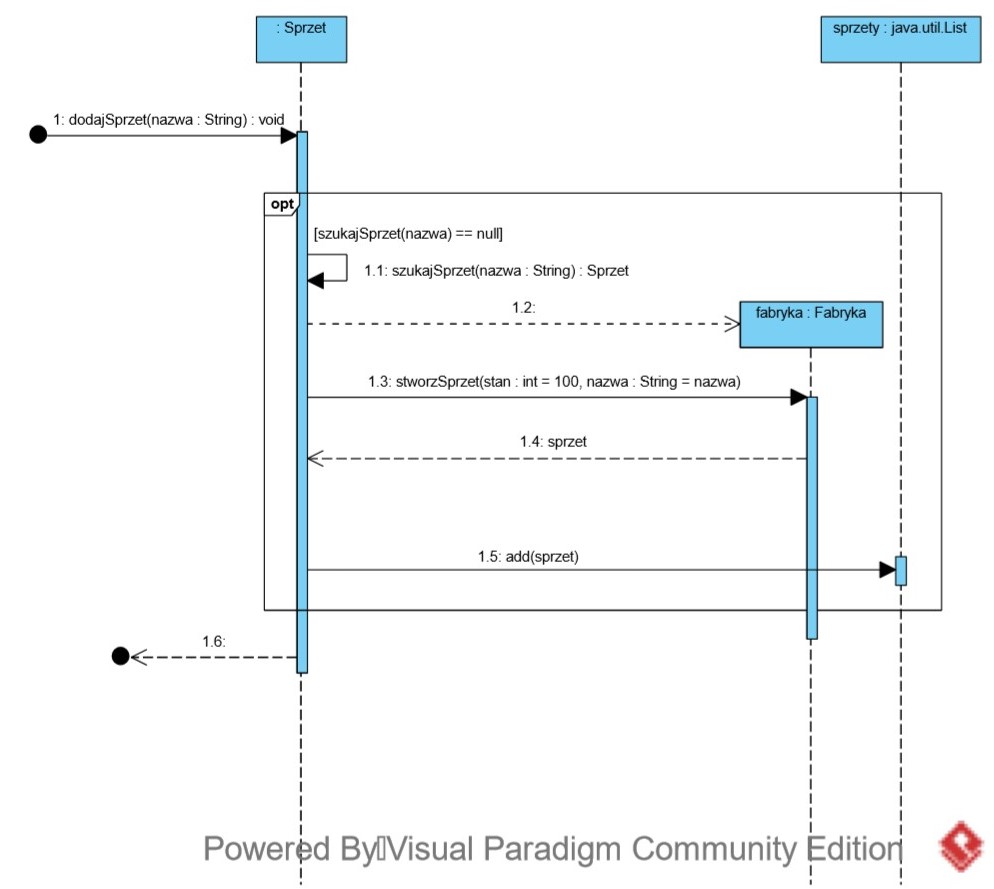 : Sprzet
sprzety : java.util.List
1: dodajSprzet(nazwa : String) : void
opt
[szukajSprzet(nazwa) == null]
1.1: szukajSprzet(nazwa : String) : Sprzet
1.2:
fabryka : Fabryka
1.3: stworzSprzet(stan : int = 100, nazwa : String = nazwa)
1.4: sprzet
1.5: add(sprzet)
1.6:
Powered By▯Visual Paradigm Community Edition